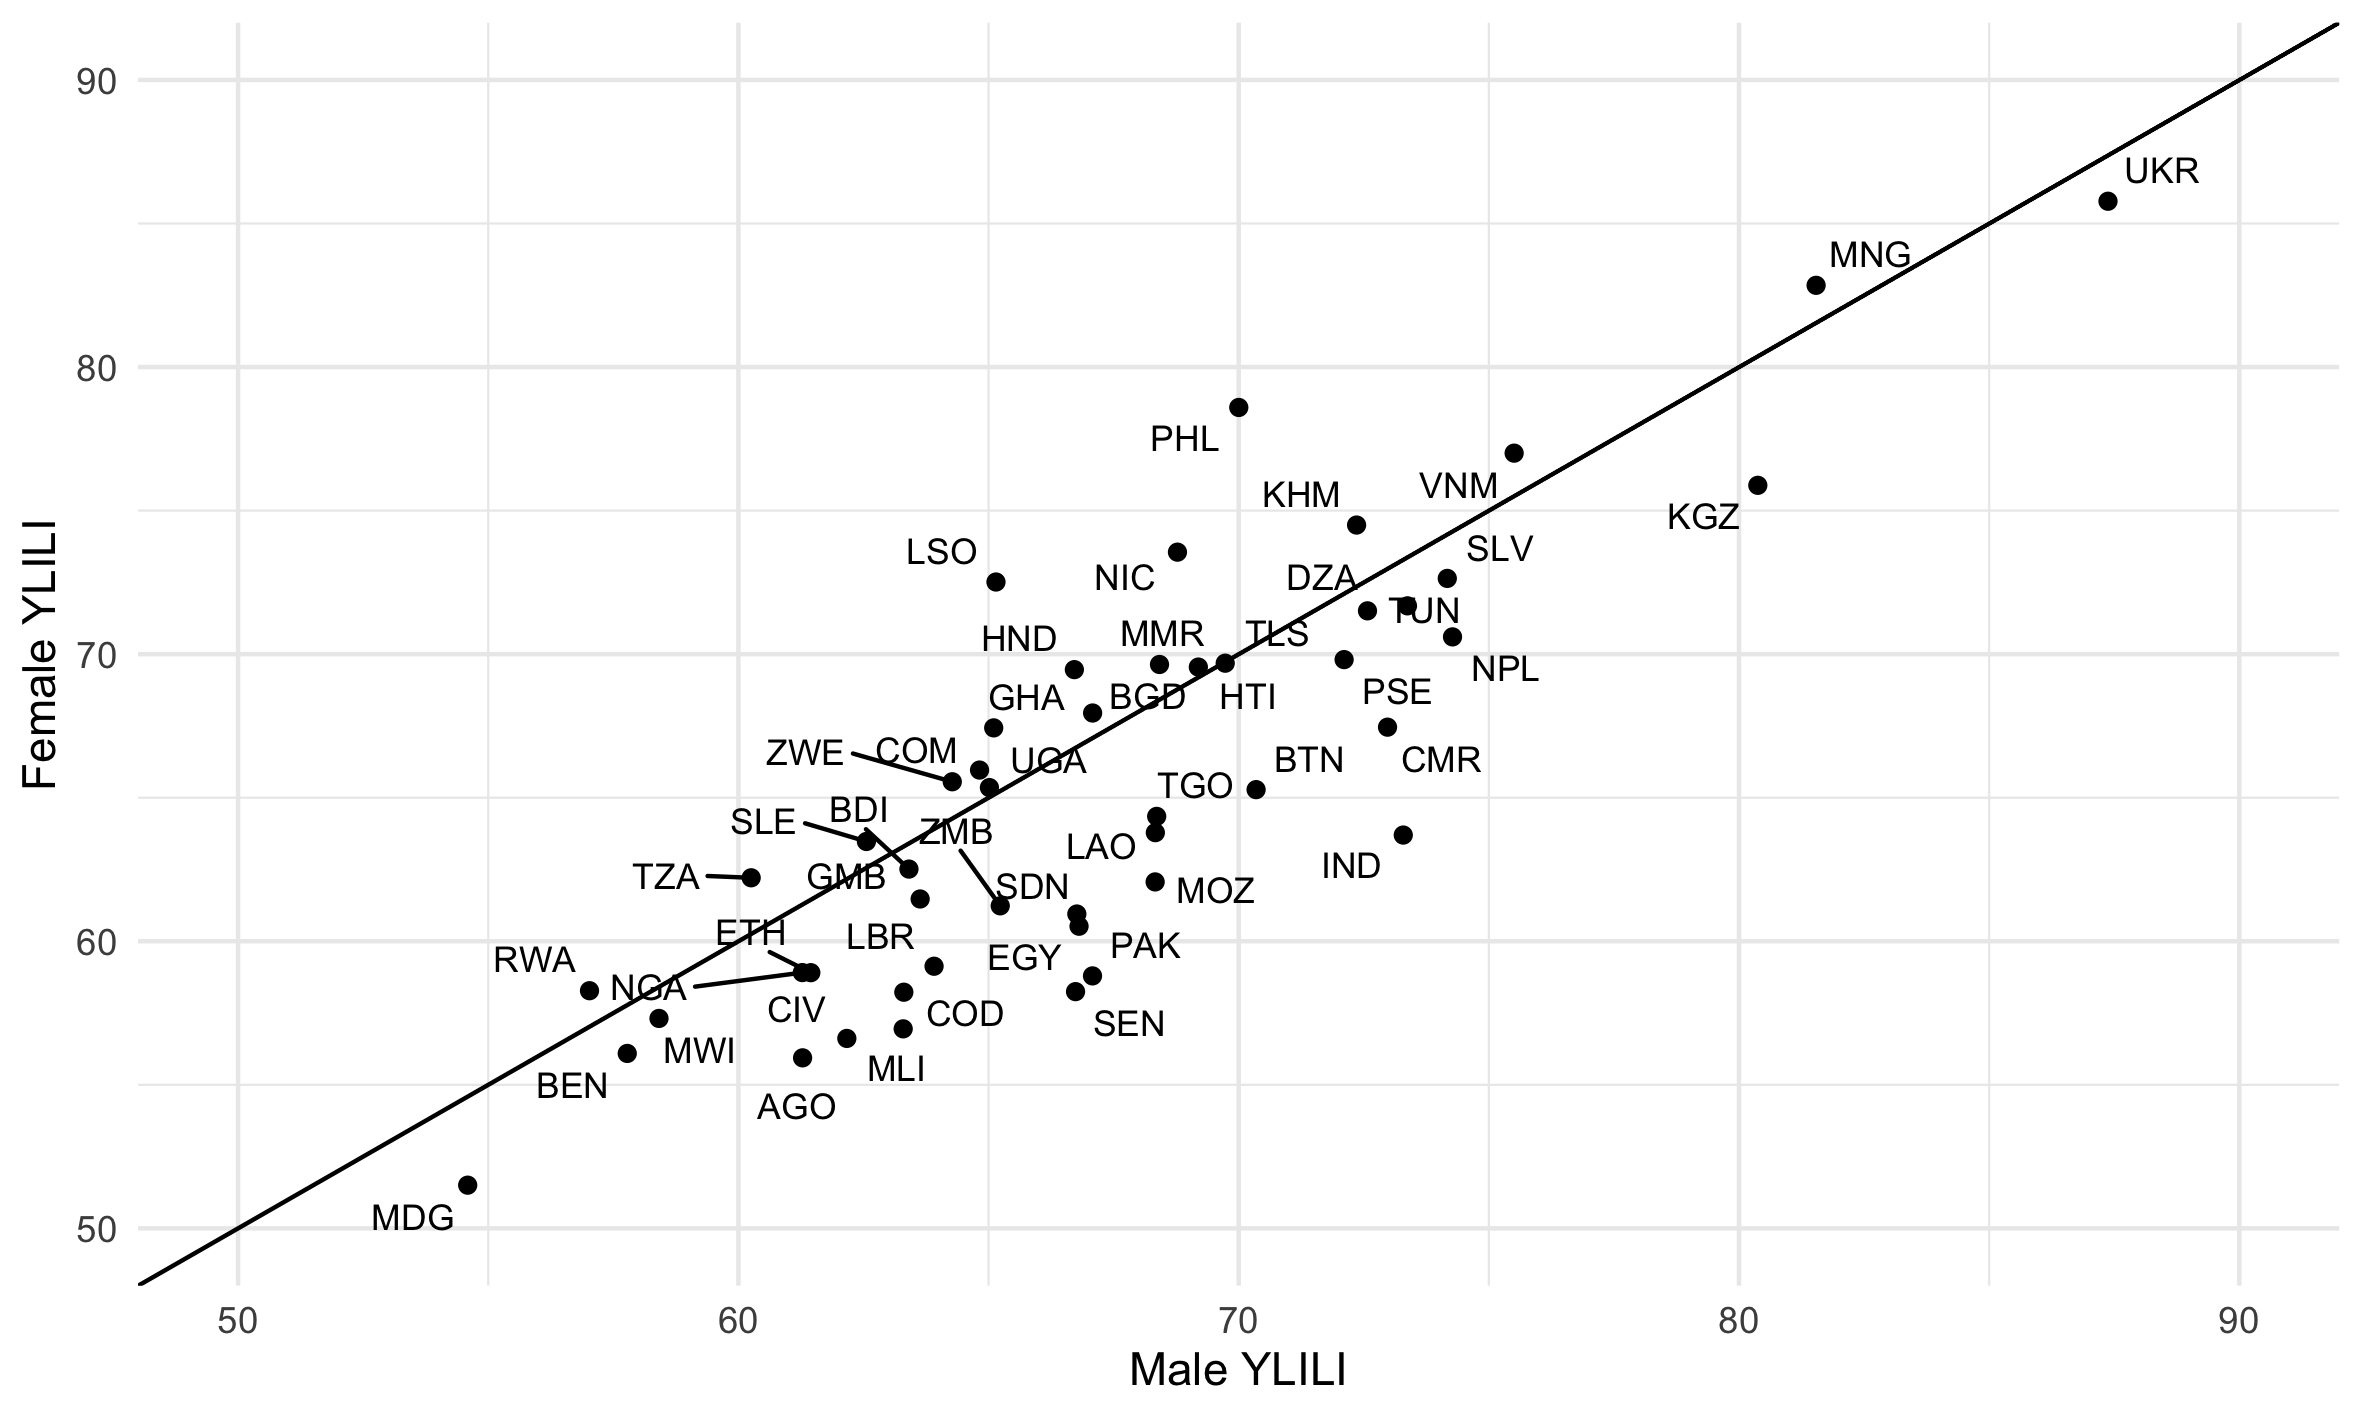 90
80
70
60
50
Female YLILI
UKR
MNG
PHL
VNM
KHM
KGZ
SLV
LSO
NIC
DZA
TUN
HND
MMR
TLS
NPL
GHA
BGD
HTI
PSE
ZWE
COM
UGA
BTN
CMR
TGO
SLE
BDI
ZMB
LAO
IND
TZA
GMB
SDN
MOZ
ETH
LBR
PAK
RWA
EGY
NGA
CIV
COD
SEN
MWI
MLI
BEN
AGO
MDG
50 60 70 80 90
Male YLILI